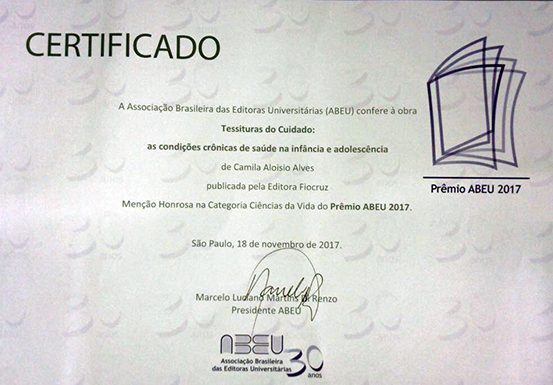 CERTIFICADO
A Associação Brasileira das Editoras Universitárias (ABEU) confere à obra
Tessituras do Cuidado:
as condições crônicas de saúde na infância e adolescência
de Camila Aloisio Alves
publicada pela Editora Fiocruz
Menção Honrosa na Categoria Ciências da Vida do Prêmio ABEU 2017.
Prêmio ABEU 2017
São Paulo, 18 de novembro de 2017.
Marcelo Luciano Martins Di Renzo
Presidente ABEU
ABEU
Associação Brasileira
das Editoras Universitárias
30
anos